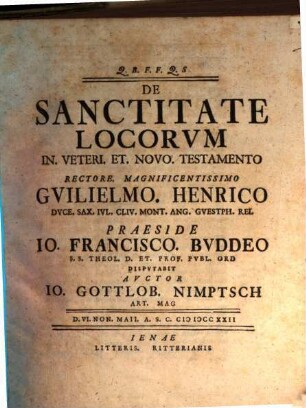 Q. B. F. F. Q. S
DE
SANCTITATE
LOCORVM
IN. VETERI. ET. NOVO. TESTAMENTO
RECTORE. MAGNIFICENTISSIMO
GVILIELMO. HENRICO
DVCE. SAX. IVL. CLIV. MONT. ANG. GVESTPH. REL
PRAESIDE
IO. FRANCISCO. BVDDEO
S. S. THEOL. D. ET. PROF. PVBL. ORD
DISPVTABIT
AVCTOR
IO. GOTTLOB. NIMPTSCH
ART. MAG
D. VI. NON. MAII. A. S. C. CIↃ IↃCC XXII
IENAE
LITTERIS. RITTERIANIS